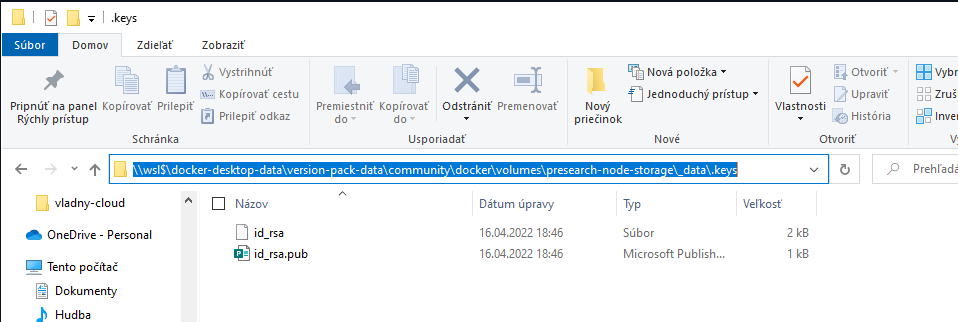 .keys
Súbor Domov Zdieľať Zobraziť
Pripnúť na panel Rýchly prístup
Kopírovať
Prilepiť
Vystrihnúť
Kopírovať cestu
Prilepiť odkaz
Schránka
Premiestniť do
Kopírovať do
Odstrániť
Premenovať
Usporiadať
Nový priečinok
Nová položka
Jednoduchý prístup
Nové
Vlastnosti
Otvoriť
Upraviť
História
Otvoriť
\\wsl$\docker-desktop-data\version-pack-data\community\docker\volumes\presearch-node-storage\_data\.keys
vladny-cloud
OneDrive - Personal
Tento počítač
Dokumenty
Hudba
Názov Dátum úpravy Typ Veľkosť
id_rsa 16.04.2022 18:46 Súbor 2 kB
id_rsa.pub 16.04.2022 18:46 Microsoft Publish... 1 kB